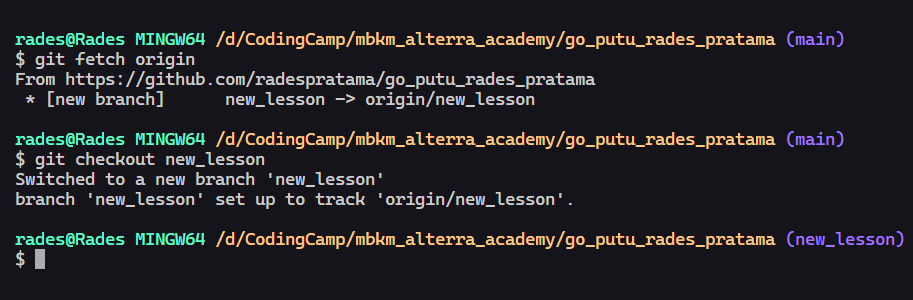 rades@Rades MINGW64 /d/CodingCamp/mbkm_alterra_academy/go_putu_rades_pratama (main)
$ git fetch origin
From https://github.com/radespratama/go_putu_rades_pratama
 * [new branch]      new_lesson -> origin/new_lesson

rades@Rades MINGW64 /d/CodingCamp/mbkm_alterra_academy/go_putu_rades_pratama (main)
$ git checkout new_lesson
Switched to a new branch 'new_lesson'
branch 'new_lesson' set up to track 'origin/new_lesson'.

rades@Rades MINGW64 /d/CodingCamp/mbkm_alterra_academy/go_putu_rades_pratama (new_lesson)
$